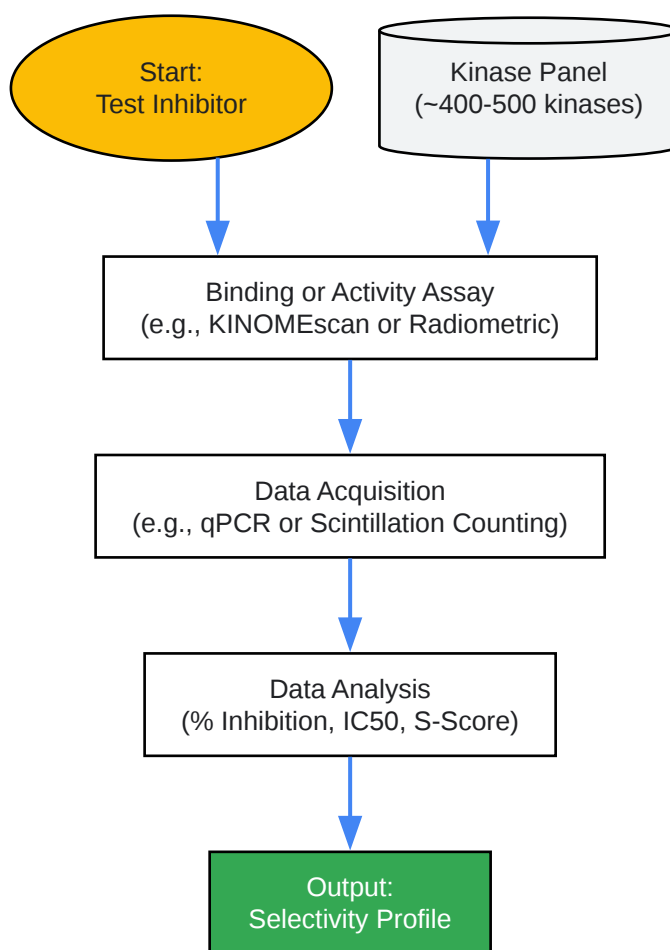 Start:
Test Inhibitor
Kinase Panel
(~400-500 kinases)
Binding or Activity Assay
(e.g., KINOMEscan or Radiometric)
Data Acquisition
(e.g., qPCR or Scintillation Counting)
Data Analysis
(% Inhibition, IC50, S-Score)
Output:
Selectivity Profile